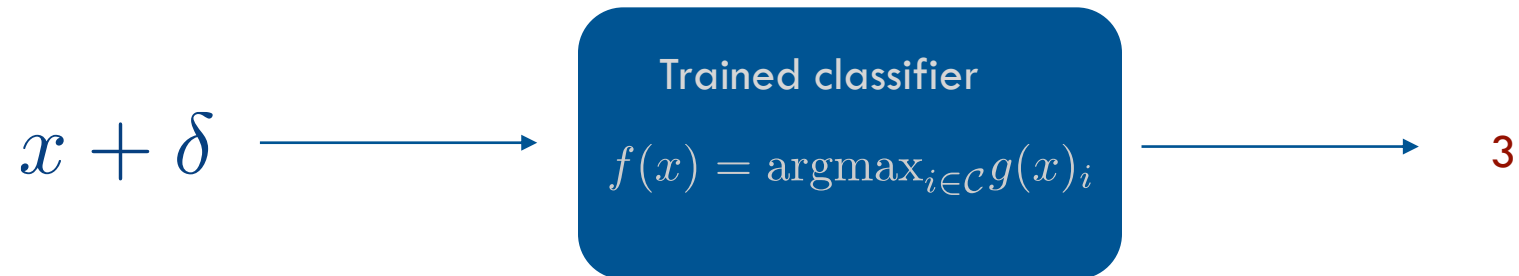 Trained classifier
x + δ
f(x) = argmax_{i∈𝒞} g(x)_i
3